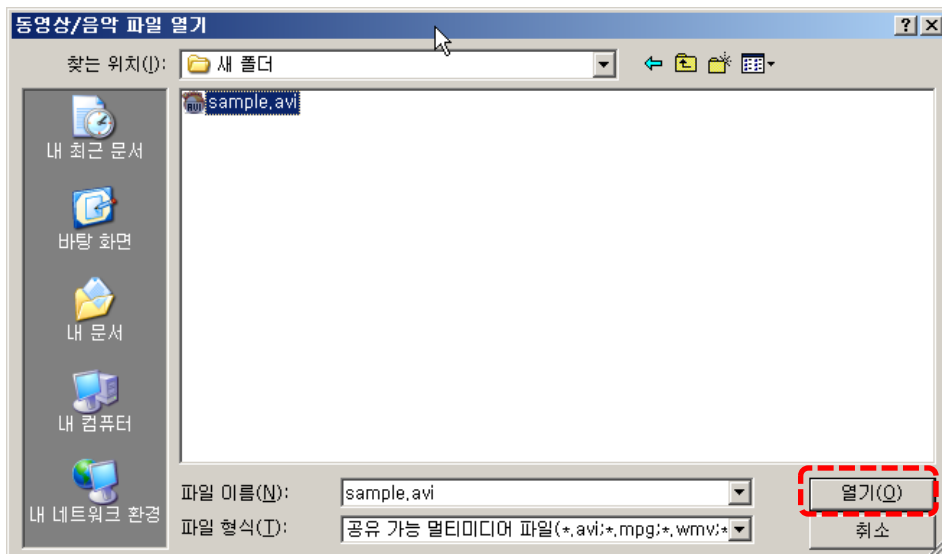 동영상/음악 파일 열기
찾는 위치(I): 새 폴더
sample.avi
내 최근 문서
바탕 화면
내 문서
내 컴퓨터
내 네트워크 환경
파일 이름(N): sample.avi 열기(O)
파일 형식(T): 공유 가능 멀티미디어 파일(*.avi;*.mpg;*.wmv;* 취소